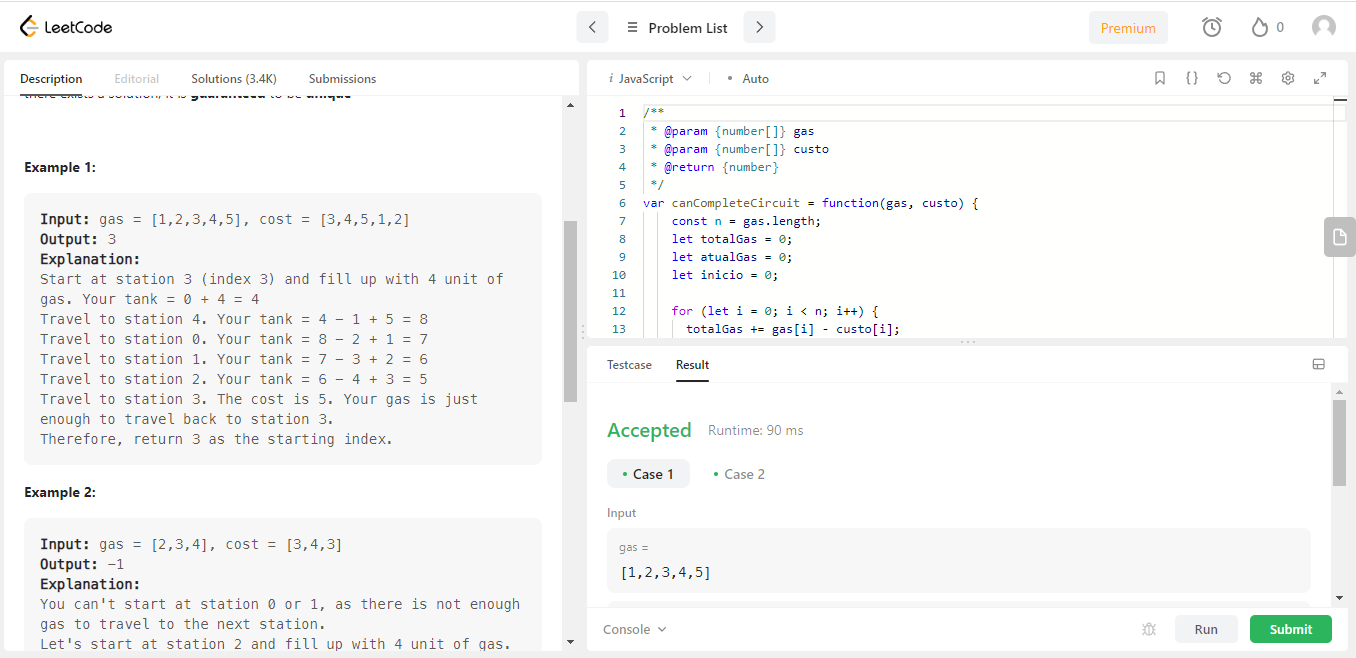 LeetCode
Problem List
Premium
0
Description Editorial Solutions (3.4K) Submissions
there exists a solution, it is guaranteed to be unique
Example 1:
Input: gas = [1,2,3,4,5], cost = [3,4,5,1,2]
Output: 3
Explanation:
Start at station 3 (index 3) and fill up with 4 unit of
gas. Your tank = 0 + 4 = 4
Travel to station 4. Your tank = 4 - 1 + 5 = 8
Travel to station 0. Your tank = 8 - 2 + 1 = 7
Travel to station 1. Your tank = 7 - 3 + 2 = 6
Travel to station 2. Your tank = 6 - 4 + 3 = 5
Travel to station 3. The cost is 5. Your gas is just
enough to travel back to station 3.
Therefore, return 3 as the starting index.
Example 2:
Input: gas = [2,3,4], cost = [3,4,3]
Output: -1
Explanation:
You can't start at station 0 or 1, as there is not enough
gas to travel to the next station.
Let's start at station 2 and fill up with 4 unit of gas.
i JavaScript • Auto
1 /**
2 * @param {number[]} gas
3 * @param {number[]} custo
4 * @return {number}
5 */
6 var canCompleteCircuit = function(gas, custo) {
7 const n = gas.length;
8 let totalGas = 0;
9 let atualGas = 0;
10 let inicio = 0;
11
12 for (let i = 0; i < n; i++) {
13 totalGas += gas[i] - custo[i];
Testcase Result
Accepted Runtime: 90 ms
• Case 1 • Case 2
Input
gas =
[1,2,3,4,5]
Console Run Submit